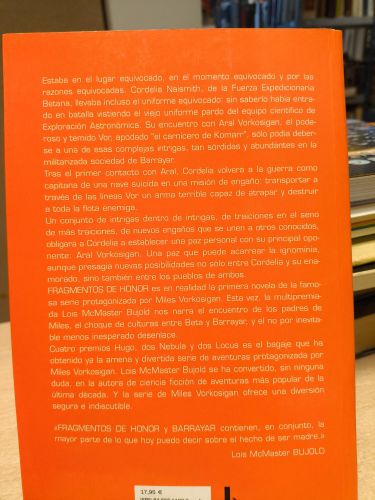 Estaba en el lugar equivocado, en el momento equivocado y por las
razones equivocadas. Cordelia Naismith, de la Fuerza Expedicionaria
Betana, llevaba incluso el uniforme equivocado: sin saberlo había entra-
do en batalla vistiendo el viejo uniforme pardo del equipo científico de
Exploración Astronómica. Su encuentro con Aral Vorkosigan, el pode-
roso y temido Vor, apodado "el carnicero de Komarr", sólo podía deber-
se a una de esas complejas intrigas, tan sórdidas y abundantes en la
militarizada sociedad de Barrayar.
Tras el primer contacto con Aral, Cordelia volverá a la guerra como
capitana de una nave suicida en una misión de engaño: transportar a
través de las líneas Vor un arma terrible capaz de atrapar y destruir
a toda la flota enemiga.
Un conjunto de intrigas dentro de intrigas, de traiciones en el seno
de más traiciones, de nuevos engaños que se unen a otros conocidos,
obligará a Cordelia a establecer una paz personal con su principal opo-
nente: Aral Vorkosigan. Una paz que puede acarrear la ignominia,
aunque presagia nuevas posibilidades no sólo entre Cordelia y su ena-
morado, sino también entre los pueblos de ambos.
FRAGMENTOS DE HONOR es en realidad la primera novela de la famo-
sa serie protagonizada por Miles Vorkosigan. Esta vez, la multipremia-
da Lois McMaster Bujold nos narra el encuentro de los padres de
Miles, el choque de culturas entre Beta y Barrayar, y el no por inevita-
ble menos inesperado desenlace.
Cuatro premios Hugo, dos Nebula y dos Locus es el bagaje que ha
obtenido ya la amena y divertida serie de aventuras protagonizada por
Miles Vorkosigan. Lois McMaster Bujold se ha convertido, sin ninguna
duda, en la autora de ciencia ficción de aventuras más popular de la
última década. Y la serie de Miles Vorkosigan ofrece una diversión
segura e indiscutible.
«FRAGMENTOS DE HONOR y BARRAYAR contienen, en conjunto, la
mayor parte de lo que hoy puedo decir sobre el hecho de ser madre.»
Lois McMaster BUJOLD
17,95 €